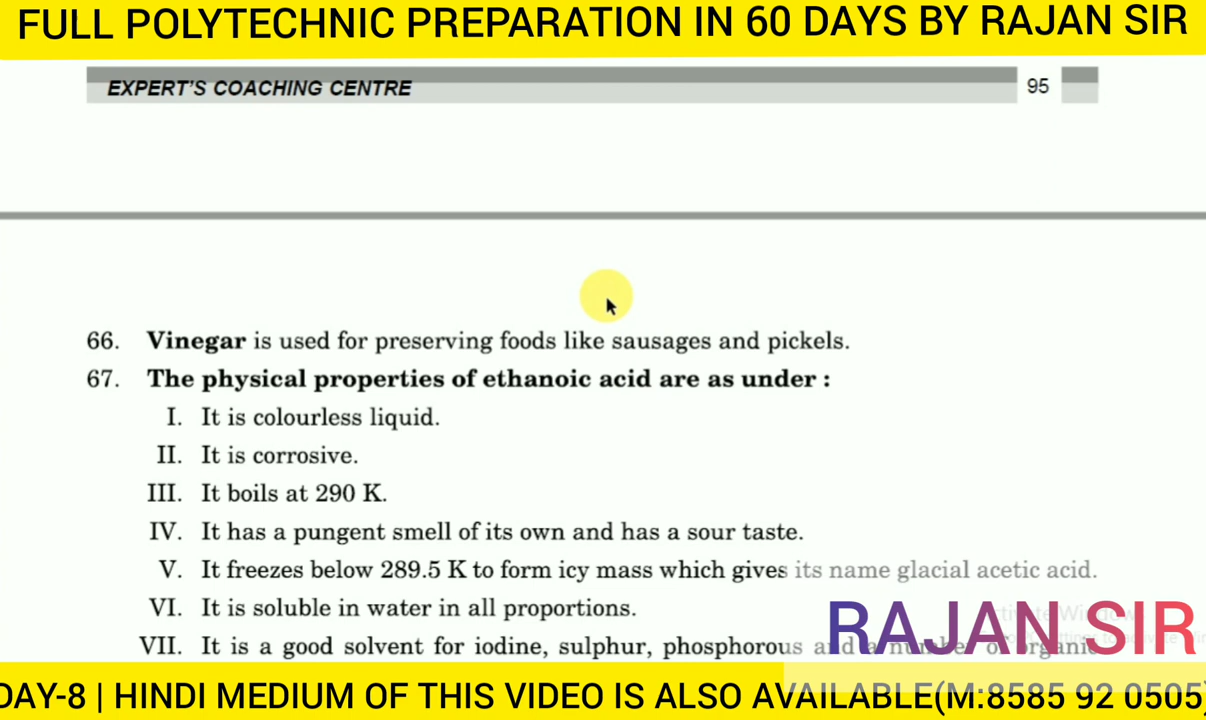 FULL POLYTECHNIC PREPARATION IN 60 DAYS BY RAJAN SIR
EXPERT'S COACHING CENTRE 95
66. Vinegar is used for preserving foods like sausages and pickels.
67. The physical properties of ethanoic acid are as under :
I. It is colourless liquid.
II. It is corrosive.
III. It boils at 290 K.
IV. It has a pungent smell of its own and has a sour taste.
V. It freezes below 289.5 K to form icy mass which gives its name glacial acetic acid.
VI. It is soluble in water in all proportions.
RAJAN SIR
VII. It is a good solvent for iodine, sulphur, phosphorous and a number of organic
DAY-8 | HINDI MEDIUM OF THIS VIDEO IS ALSO AVAILABLE(M:8585 92 0505)